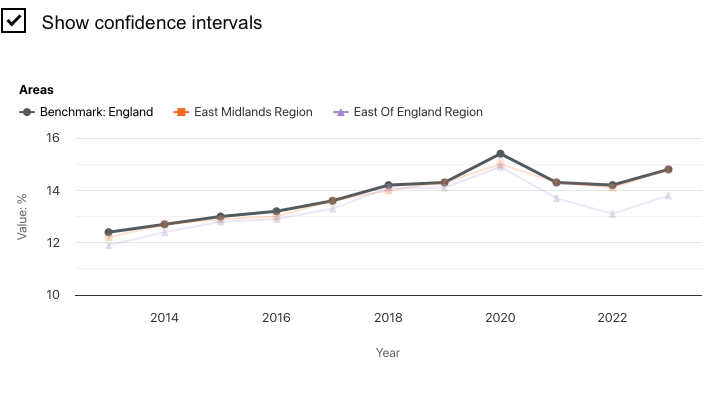 Show confidence intervals
Areas
Benchmark: England East Midlands Region East Of England Region
16
14
12
10
Value: %
2014 2016 2018 2020 2022
Year